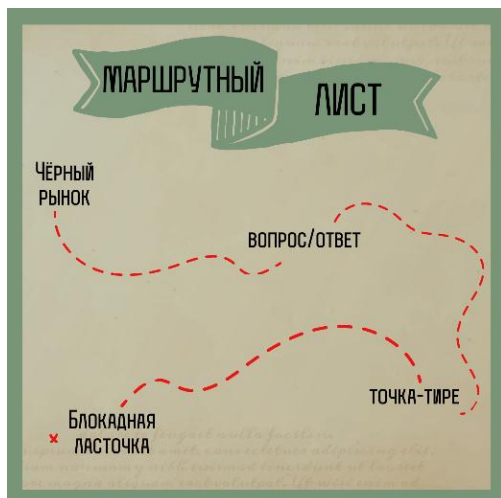 МАРШРУТНЫЙ
ЛИСТ
ЧЁРНЫЙ
РЫНОК
ВОПРОС/ОТВЕТ
ТОЧКА-ТИРЕ
БЛОКАДНАЯ
ЛАСТОЧКА
x